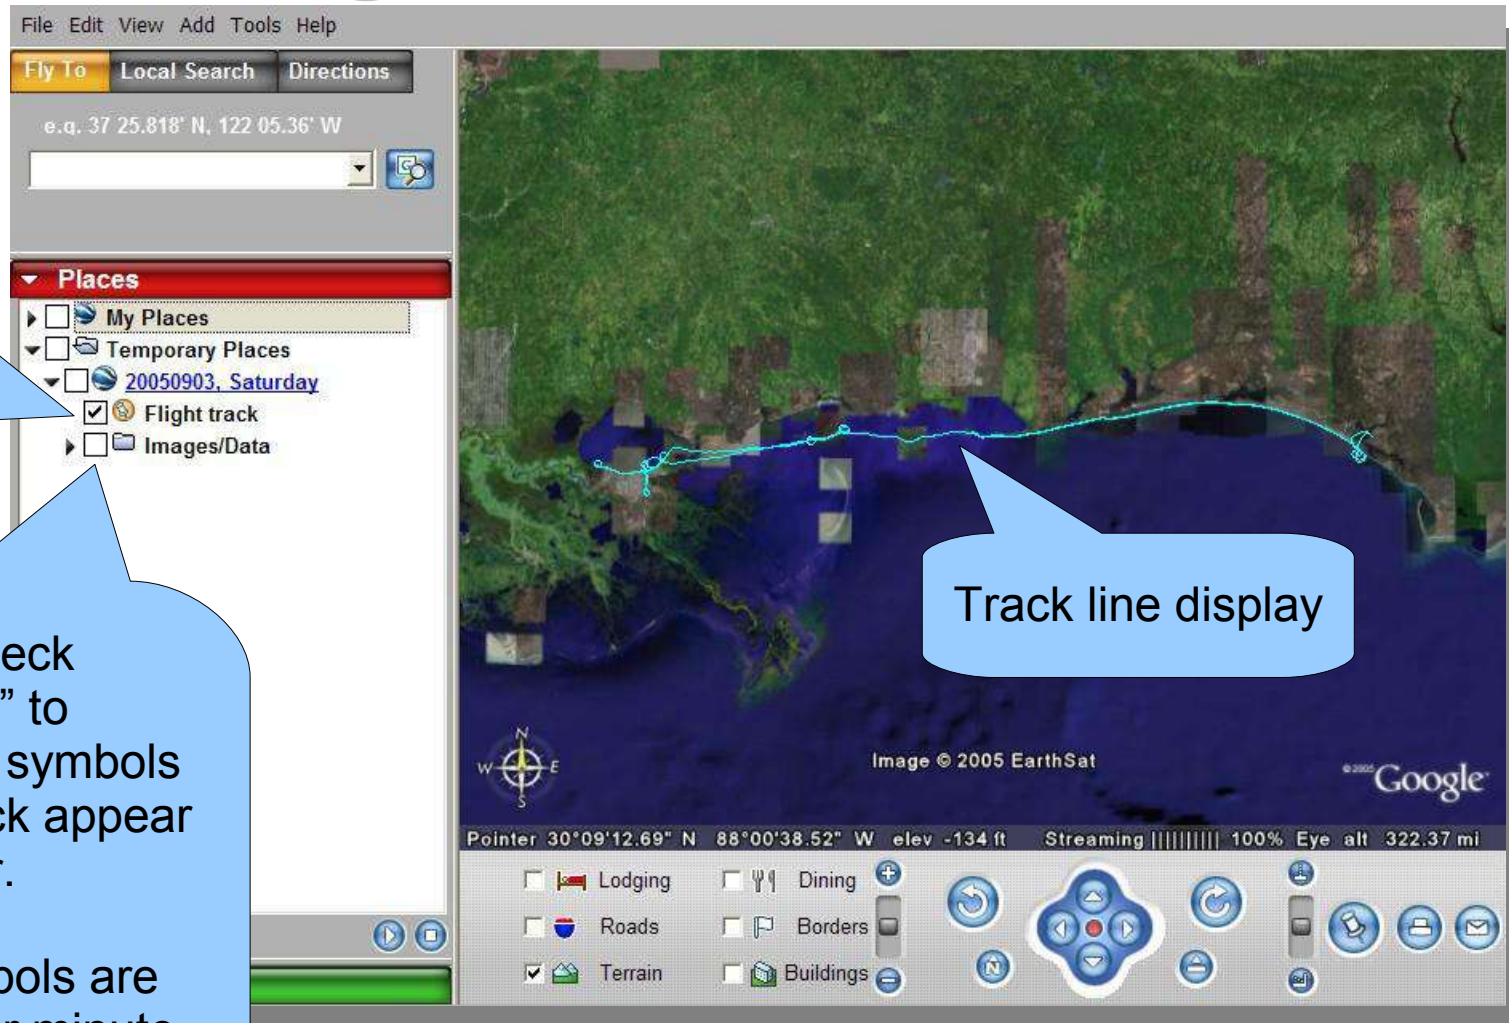 File Edit View Add Tools Help
Fly To Local Search Directions
e.g. 37 25.818' N, 122 05.36' W
Places
My Places
Temporary Places
20050903, Saturday
Flight track
Images/Data
eck
” to
symbols
ck appear
r.
bols are
r minute
Track line display
N
W E
S
Image © 2005 EarthSat
©2005 Google
Pointer 30°09'12.69" N 88°00'38.52" W elev -134 ft Streaming |||||||||| 100% Eye alt 322.37 mi
Lodging Dining
Roads Borders
Terrain Buildings
N